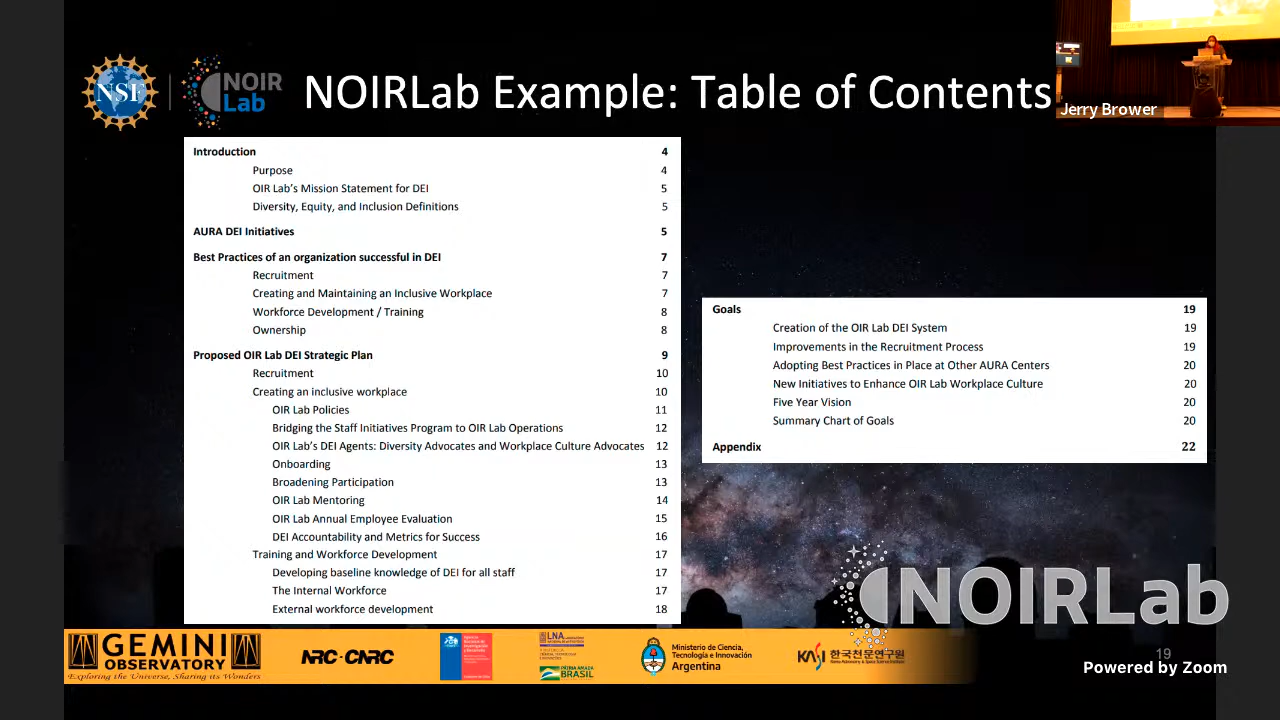 NSF
NOIR
Lab
NOIRLab Example: Table of Contents
Jerry Brower
Introduction 4
Purpose 4
OIR Lab's Mission Statement for DEI 5
Diversity, Equity, and Inclusion Definitions 5
AURA DEI Initiatives 5
Best Practices of an organization successful in DEI 7
Recruitment 7
Creating and Maintaining an Inclusive Workplace 7
Workforce Development / Training 8
Ownership 8
Proposed OIR Lab DEI Strategic Plan 9
Recruitment 10
Creating an inclusive workplace 10
OIR Lab Policies 11
Bridging the Staff Initiatives Program to OIR Lab Operations 12
OIR Lab's DEI Agents: Diversity Advocates and Workplace Culture Advocates 12
Onboarding 13
Broadening Participation 13
OIR Lab Mentoring 14
OIR Lab Annual Employee Evaluation 15
DEI Accountability and Metrics for Success 16
Training and Workforce Development 17
Developing baseline knowledge of DEI for all staff 17
The Internal Workforce 17
External workforce development 18
Goals 19
Creation of the OIR Lab DEI System 19
Improvements in the Recruitment Process 19
Adopting Best Practices in Place at Other AURA Centers 20
New Initiatives to Enhance OIR Lab Workplace Culture 20
Five Year Vision 20
Summary Chart of Goals 20
Appendix 22
NOIRLab
GEMINI
OBSERVATORY
Exploring the Universe, Sharing its Wonders
NRC·CNRC
LNA
PÁTRIA AMADA
BRASIL
Ministerio de Ciencia,
Tecnología e Innovación
Argentina
KASI 한국천문연구원
19
Powered by Zoom